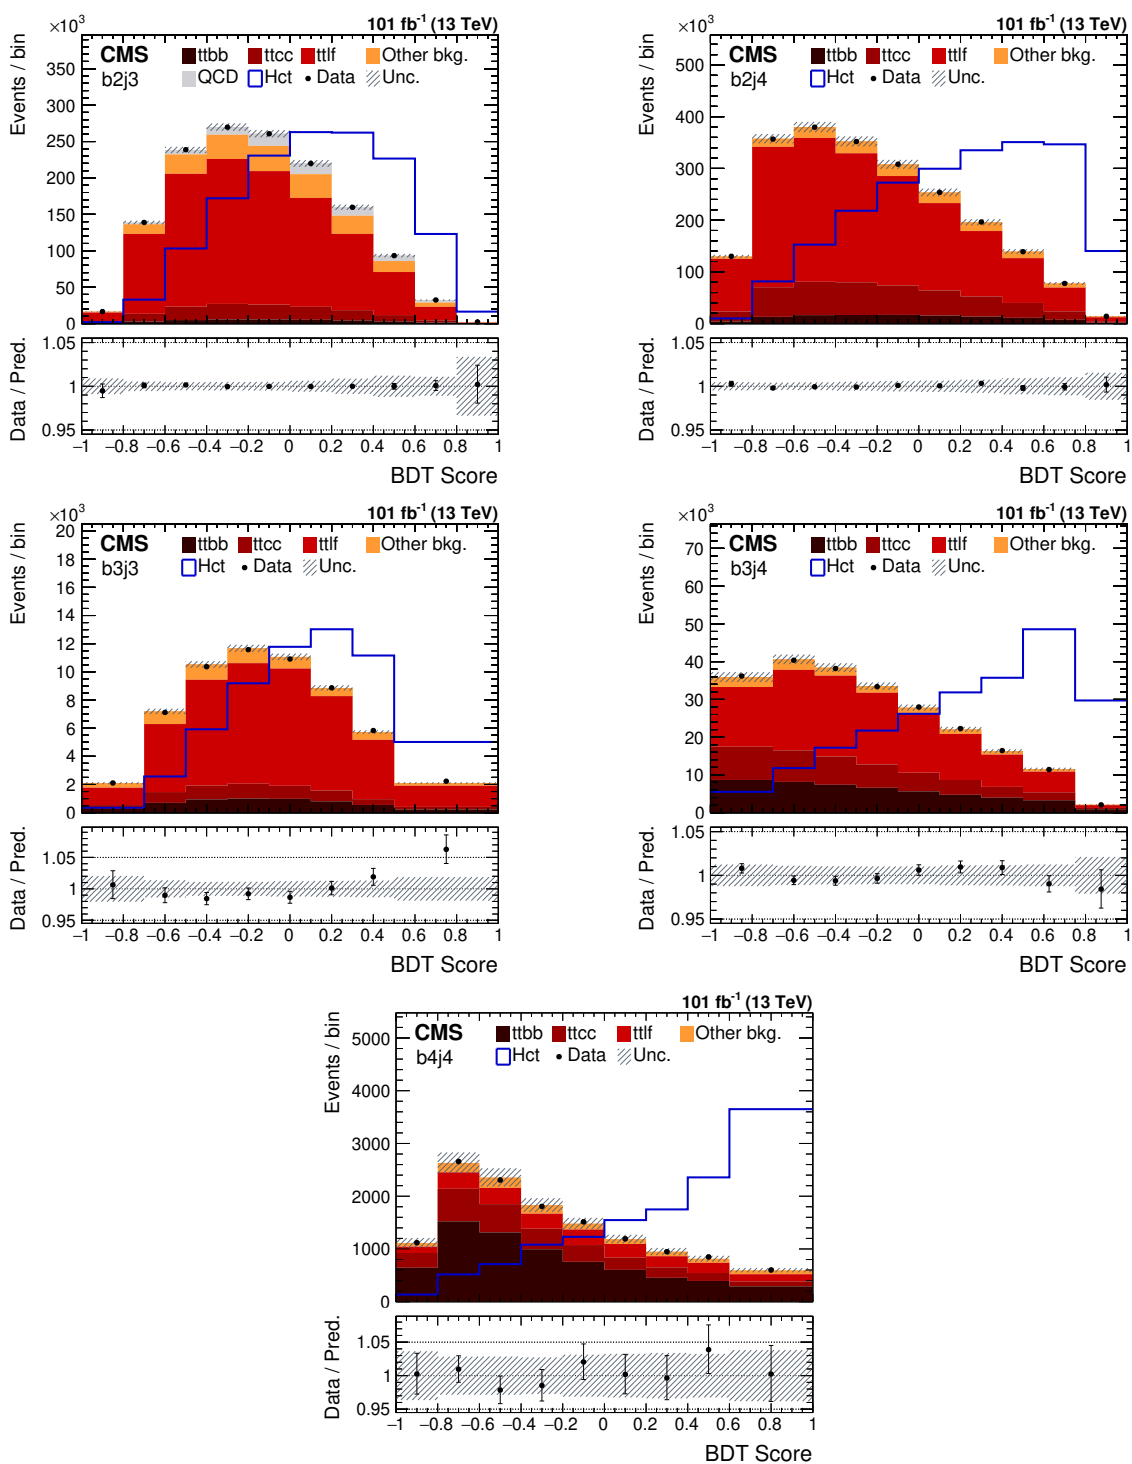 ×10³ 101 fb⁻¹ (13 TeV)
Events / bin
CMS ttbb ttcc ttlf Other bkg.
b2j3 QCD Hct Data Unc.
350
300
250
200
150
100
50
0
Data / Pred.
1.05
1
0.95
−1 −0.8 −0.6 −0.4 −0.2 0 0.2 0.4 0.6 0.8 1
BDT Score
×10³ 101 fb⁻¹ (13 TeV)
Events / bin
CMS ttbb ttcc ttlf Other bkg.
b2j4 Hct Data Unc.
500
400
300
200
100
0
Data / Pred.
1.05
1
0.95
−1 −0.8 −0.6 −0.4 −0.2 0 0.2 0.4 0.6 0.8 1
BDT Score
×10³ 101 fb⁻¹ (13 TeV)
Events / bin
CMS ttbb ttcc ttlf Other bkg.
b3j3 Hct Data Unc.
20
18
16
14
12
10
8
6
4
2
0
Data / Pred.
1.05
1
0.95
−1 −0.8 −0.6 −0.4 −0.2 0 0.2 0.4 0.6 0.8 1
BDT Score
×10³ 101 fb⁻¹ (13 TeV)
Events / bin
CMS ttbb ttcc ttlf Other bkg.
b3j4 Hct Data Unc.
70
60
50
40
30
20
10
0
Data / Pred.
1.05
1
0.95
−1 −0.8 −0.6 −0.4 −0.2 0 0.2 0.4 0.6 0.8 1
BDT Score
101 fb⁻¹ (13 TeV)
Events / bin
CMS ttbb ttcc ttlf Other bkg.
b4j4 Hct Data Unc.
5000
4000
3000
2000
1000
0
Data / Pred.
1.05
1
0.95
−1 −0.8 −0.6 −0.4 −0.2 0 0.2 0.4 0.6 0.8 1
BDT Score